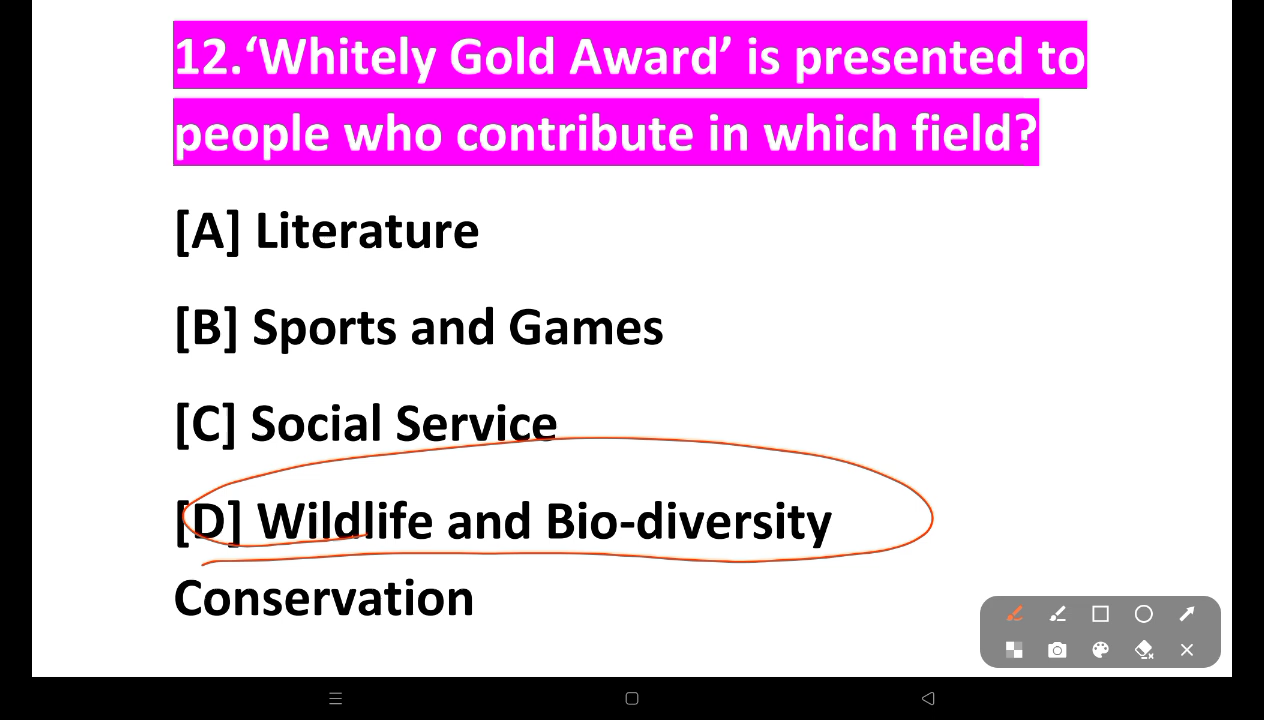 12.‘Whitely Gold Award’ is presented to
people who contribute in which field?
[A] Literature
[B] Sports and Games
[C] Social Service
[D] Wildlife and Bio-diversity
Conservation